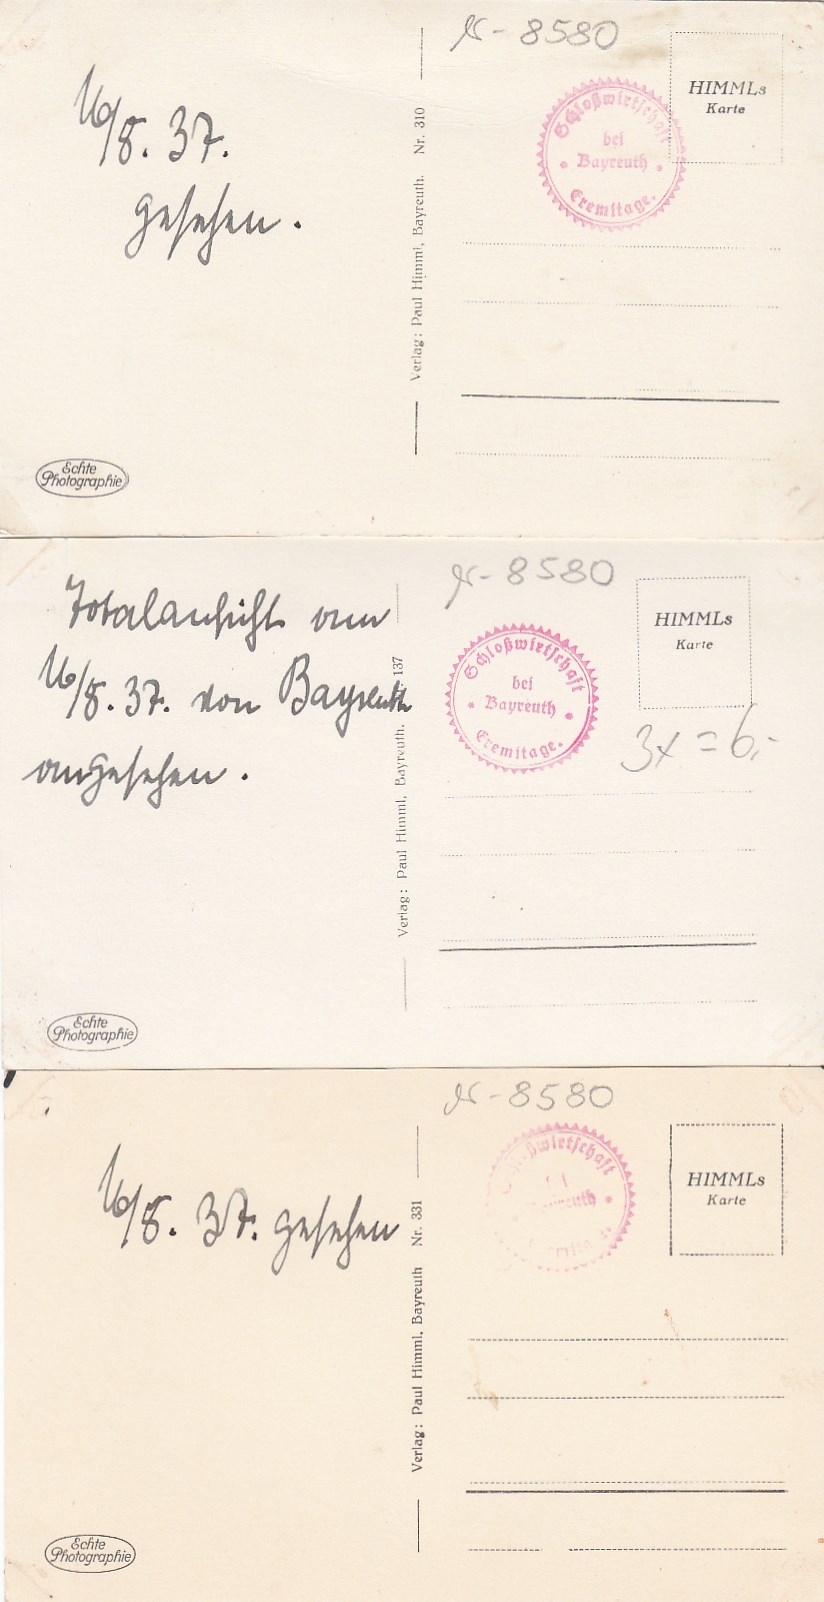 16/8. 37.
gesehen.
Echte
Photographie
Verlag: Paul Himml, Bayreuth. Nr. 310
8580
Schloßwirtschaft
bei
Bayreuth
Eremitage.
HIMMLs
Karte
Totalansicht vom
16/8. 37. von Bayreuth
angesehen.
Echte
Photographie
Verlag: Paul Himml, Bayreuth. 137
8580
Schloßwirtschaft
bei
Bayreuth
Eremitage.
HIMMLs
Karte
3x = 6,-
16/8. 37. gesehen
Echte
Photographie
Verlag: Paul Himml, Bayreuth Nr. 331
8580
HIMMLs
Karte